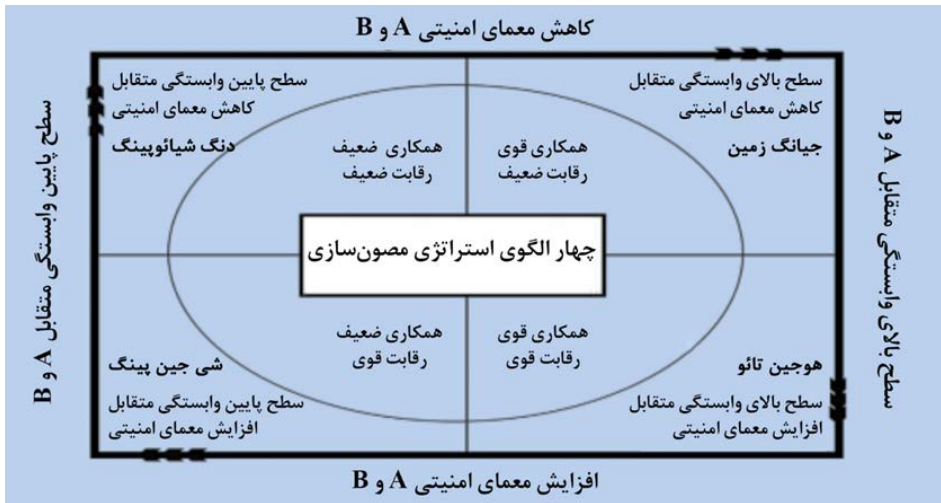 کاهش معمای امنیتی A و B
سطح بالای وابستگی متقابل
کاهش معمای امنیتی
جیانگ زمین
سطح پایین وابستگی متقابل
کاهش معمای امنیتی
دنگ شیائوپینگ
همکاری قوی
رقابت ضعیف
همکاری ضعیف
رقابت ضعیف
سطح بالای وابستگی متقابل A و B
چهار الگوی استراتژی مصون‌سازی
سطح پایین وابستگی متقابل A و B
همکاری قوی
رقابت قوی
همکاری ضعیف
رقابت قوی
هوجین تائو
سطح بالای وابستگی متقابل
افزایش معمای امنیتی
شی جین پینگ
سطح پایین وابستگی متقابل
افزایش معمای امنیتی
افزایش معمای امنیتی A و B